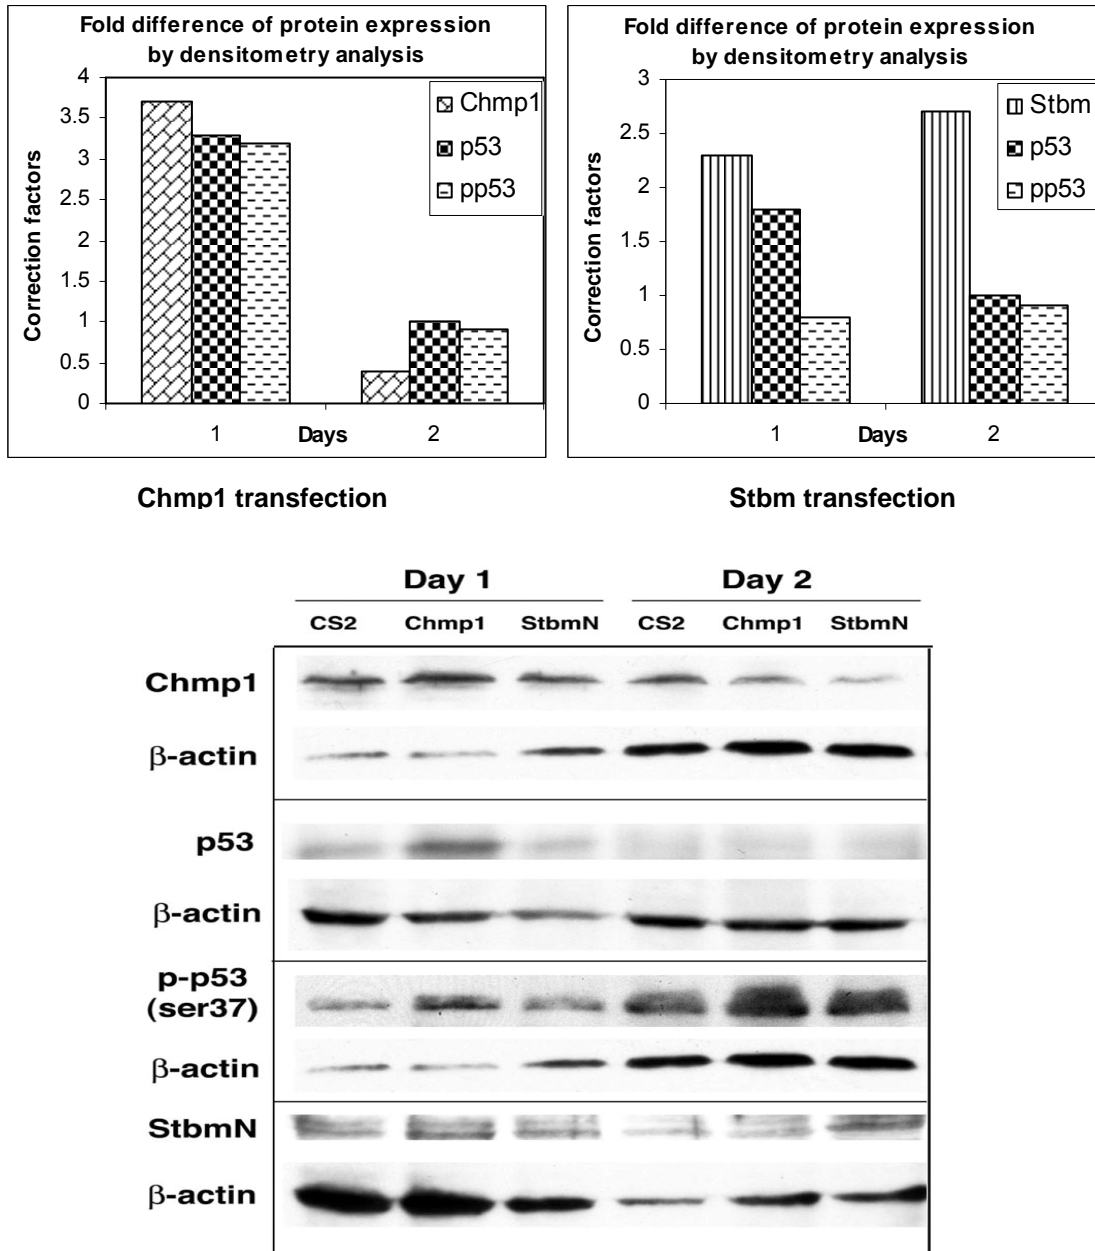 Fold difference of protein expression
by densitometry analysis
Correction factors
4
3.5
3
2.5
2
1.5
1
0.5
0
Chmp1
p53
pp53
1 Days 2
Chmp1 transfection
Fold difference of protein expression
by densitometry analysis
Correction factors
3
2.5
2
1.5
1
0.5
0
Stbm
p53
pp53
1 Days 2
Stbm transfection
Day 1 Day 2
CS2 Chmp1 StbmN CS2 Chmp1 StbmN
Chmp1
β-actin
p53
β-actin
p-p53
(ser37)
β-actin
StbmN
β-actin